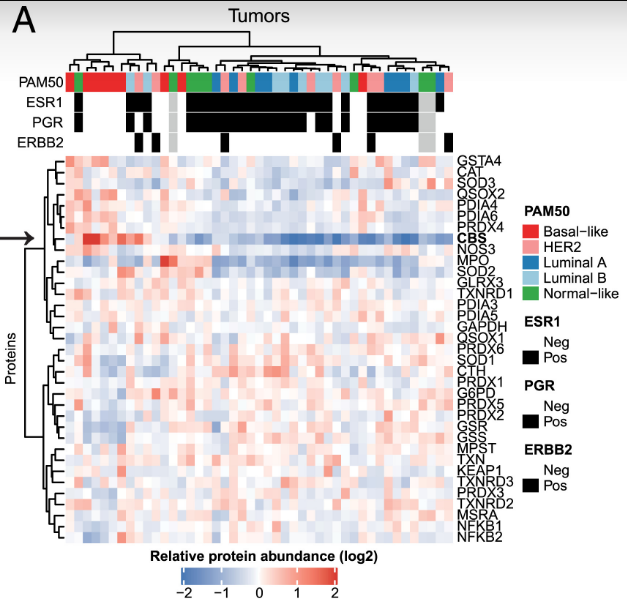 A
Tumors
PAM50
ESR1
PGR
ERBB2
GSTA4
CAT
SOD3
QSOX2
PDIA4
PDIA6
PRDX4
CBS
NOS3
MPO
SOD2
GLRX3
TXNRD1
PDIA3
PDIA5
GAPDH
QSOX1
PRDX6
SOD1
CTH
PRDX1
G6PD
PRDX5
PRDX2
GSR
GSS
MPST
TXN
KEAP1
TXNRD3
PRDX3
TXNRD2
MSRA
NFKB1
NFKB2
Proteins
PAM50
Basal-like
HER2
Luminal A
Luminal B
Normal-like
ESR1
Neg
Pos
PGR
Neg
Pos
ERBB2
Neg
Pos
Relative protein abundance (log2)
−2 −1 0 1 2